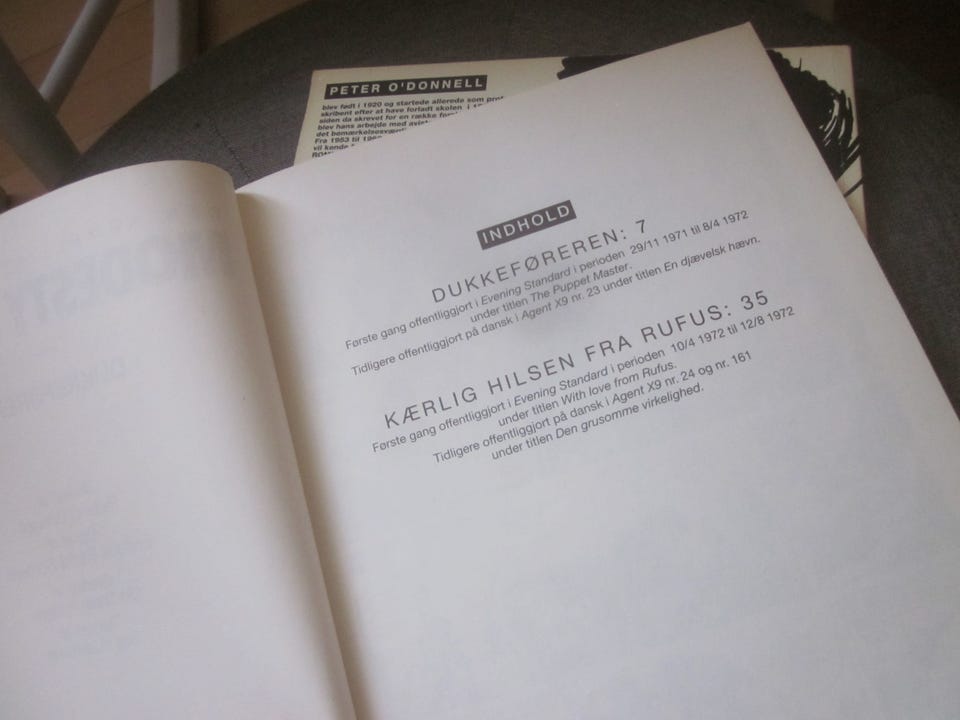 PETER O'DONNELL
blev født i 1920 og startede allerede som
skribent efter at have forladt skolen i
siden da skrevet for en række
blev hans arbejde med
det
Fra 1953 til
vil kende
INDHOLD
DUKKEFØREREN: 7
Første gang offentliggjort i Evening Standard i perioden 29/11 1971 til 8/4 1972
under titlen The Puppet Master.
Tidligere offentliggjort på dansk i Agent X9 nr. 23 under titlen En djævelsk hævn.
KÆRLIG HILSEN FRA RUFUS: 35
Første gang offentliggjort i Evening Standard i perioden 10/4 1972 til 12/8 1972
under titlen With love from Rufus.
Tidligere offentliggjort på dansk i Agent X9 nr. 24 og nr. 161
under titlen Den grusomme virkelighed.